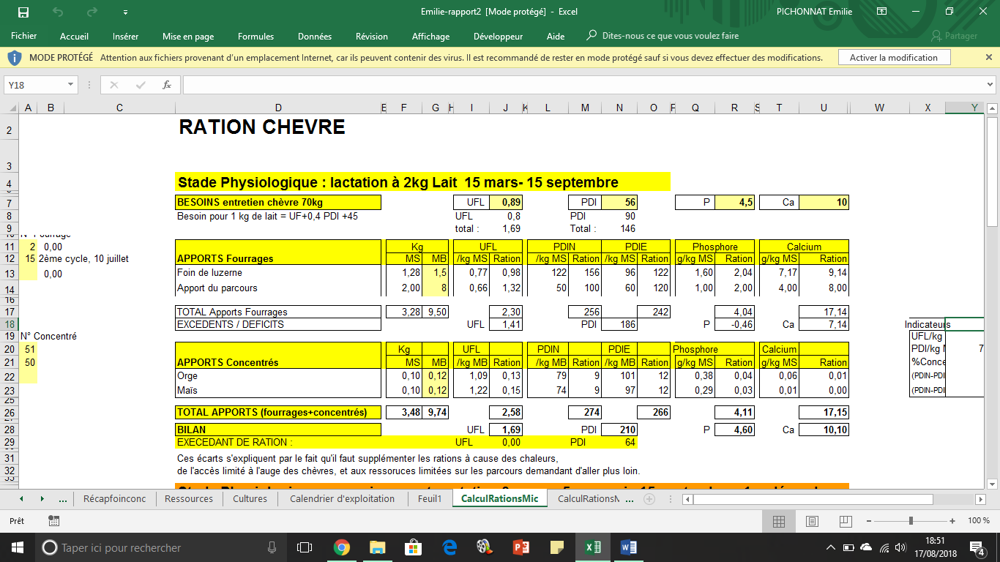 Emilie-rapport2 [Mode protégé] - Excel PICHONNAT Emilie
Fichier Accueil Insérer Mise en page Formules Données Révision Affichage Développeur Aide Dites-nous ce que vous voulez faire Partager
MODE PROTÉGÉ Attention aux fichiers provenant d'un emplacement Internet, car ils peuvent contenir des virus. Il est recommandé de rester en mode protégé sauf si vous devez effectuer des modifications. Activer la modification
Y18 fx
A B C D E F G H I J K L M N O P Q R S T U W X Y
2 RATION CHEVRE
3
4 Stade Physiologique : lactation à 2kg Lait 15 mars- 15 septembre
7 BESOINS entretien chèvre 70kg UFL 0,89 PDI 56 P 4,5 Ca 10
8 Besoin pour 1 kg de lait = UF+0,4 PDI +45 UFL 0,8 PDI 90
9 total : 1,69 Total : 146
10 N° Fourrage
11 2 0,00 Kg UFL PDIN PDIE Phosphore Calcium
12 15 2ème cycle, 10 juillet APPORTS Fourrages MS MB /kg MS Ration /kg MS Ration /kg MS Ration g/kg MS Ration g/kg MS Ration
13 0,00 Foin de luzerne 1,28 1,5 0,77 0,98 122 156 96 122 1,60 2,04 7,17 9,14
14 Apport du parcours 2,00 8 0,66 1,32 50 100 60 120 1,00 2,00 4,00 8,00
16
17 TOTAL Apports Fourrages 3,28 9,50 2,30 256 242 4,04 17,14
18 EXCEDENTS / DEFICITS UFL 1,41 PDI 186 P -0,46 Ca 7,14 Indicateurs
19 N° Concentré UFL/kg
20 51 Kg UFL PDIN PDIE Phosphore Calcium PDI/kg 7
21 50 APPORTS Concentrés MS MB /kg MB Ration /kg MB Ration /kg MB Ration g/kg MS Ration g/kg MS Ration %Conce
22 Orge 0,10 0,12 1,09 0,13 79 9 101 12 0,38 0,04 0,06 0,01 (PDIN-PDI
23 Maïs 0,10 0,12 1,22 0,15 74 9 97 12 0,29 0,03 0,01 0,00 (PDIN-PDI
25
26 TOTAL APPORTS (fourrages+concentrés) 3,48 9,74 2,58 274 266 4,11 17,15
28 BILAN UFL 1,69 PDI 210 P 4,60 Ca 10,10
29 EXECEDANT DE RATION : UFL 0,00 PDI 64
31 Ces écarts s'expliquent par le fait qu'il faut supplémenter les rations à cause des chaleurs,
32 de l'accès limité à l'auge des chèvres, et aux ressoruces limitées sur les parcours demandant d'aller plus loin.
... Récapfoinconc Ressources Cultures Calendrier d'exploitation Feuil1 CalculRationsMic CalculRationsN ...
Prêt 100 %
Taper ici pour rechercher 18:51
17/08/2018 4